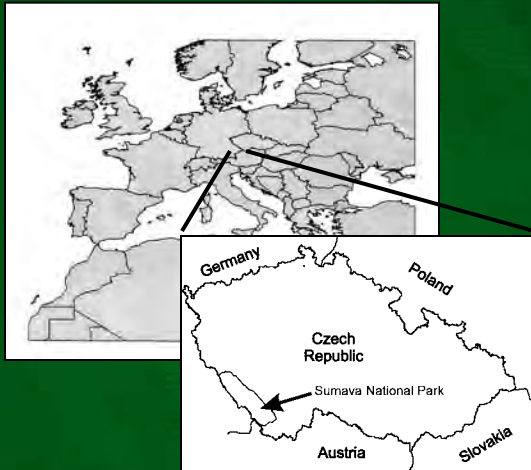 Germany
Poland
Czech
Republic
Sumava National Park
Austria
Slovakia